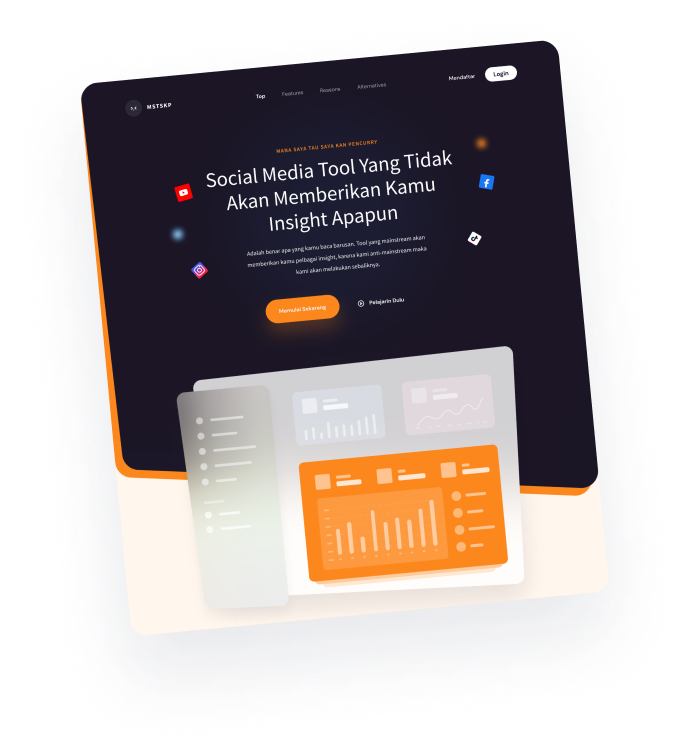 MSTSKP
Top
Features
Reasons
Alternatives
Mendaftar
Login
MANA SAYA TAU SAYA KAN PENCURRY
Social Media Tool Yang Tidak
Akan Memberikan Kamu
Insight Apapun
Adalah benar apa yang kamu baca barusan. Tool yang mainstream akan
memberikan kamu pelbagai insight, karena kami anti-mainstream maka
kami akan melakukan sebaliknya.
Memulai Sekarang
Pelajarin Dulu